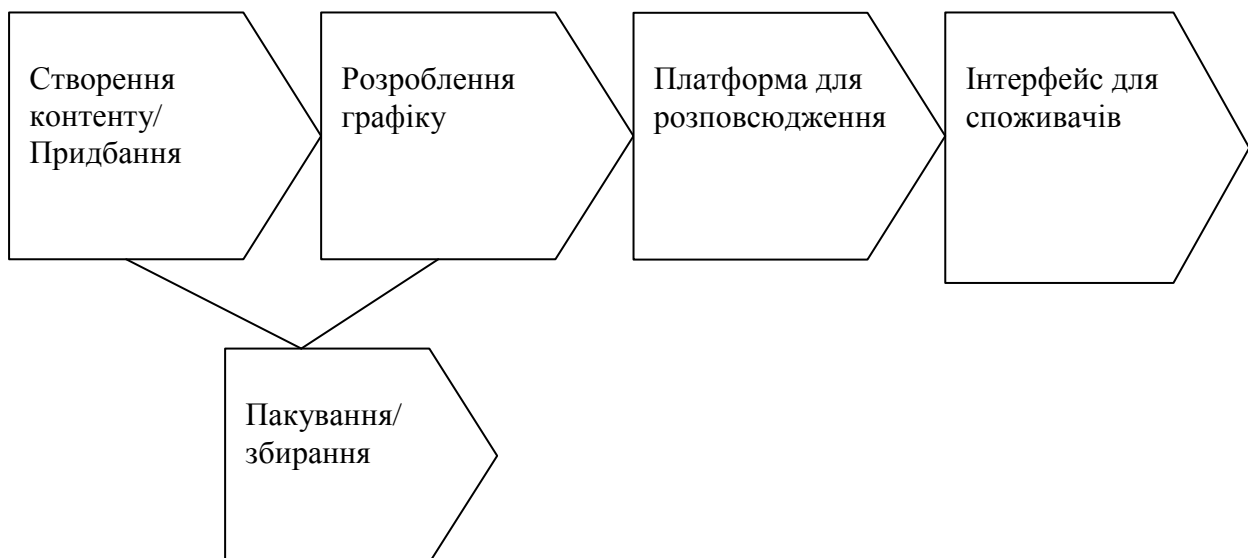 Створення
контенту/
Придбання
Розроблення
графіку
Платформа для
розповсюдження
Інтерфейс для
споживачів
Пакування/
збирання